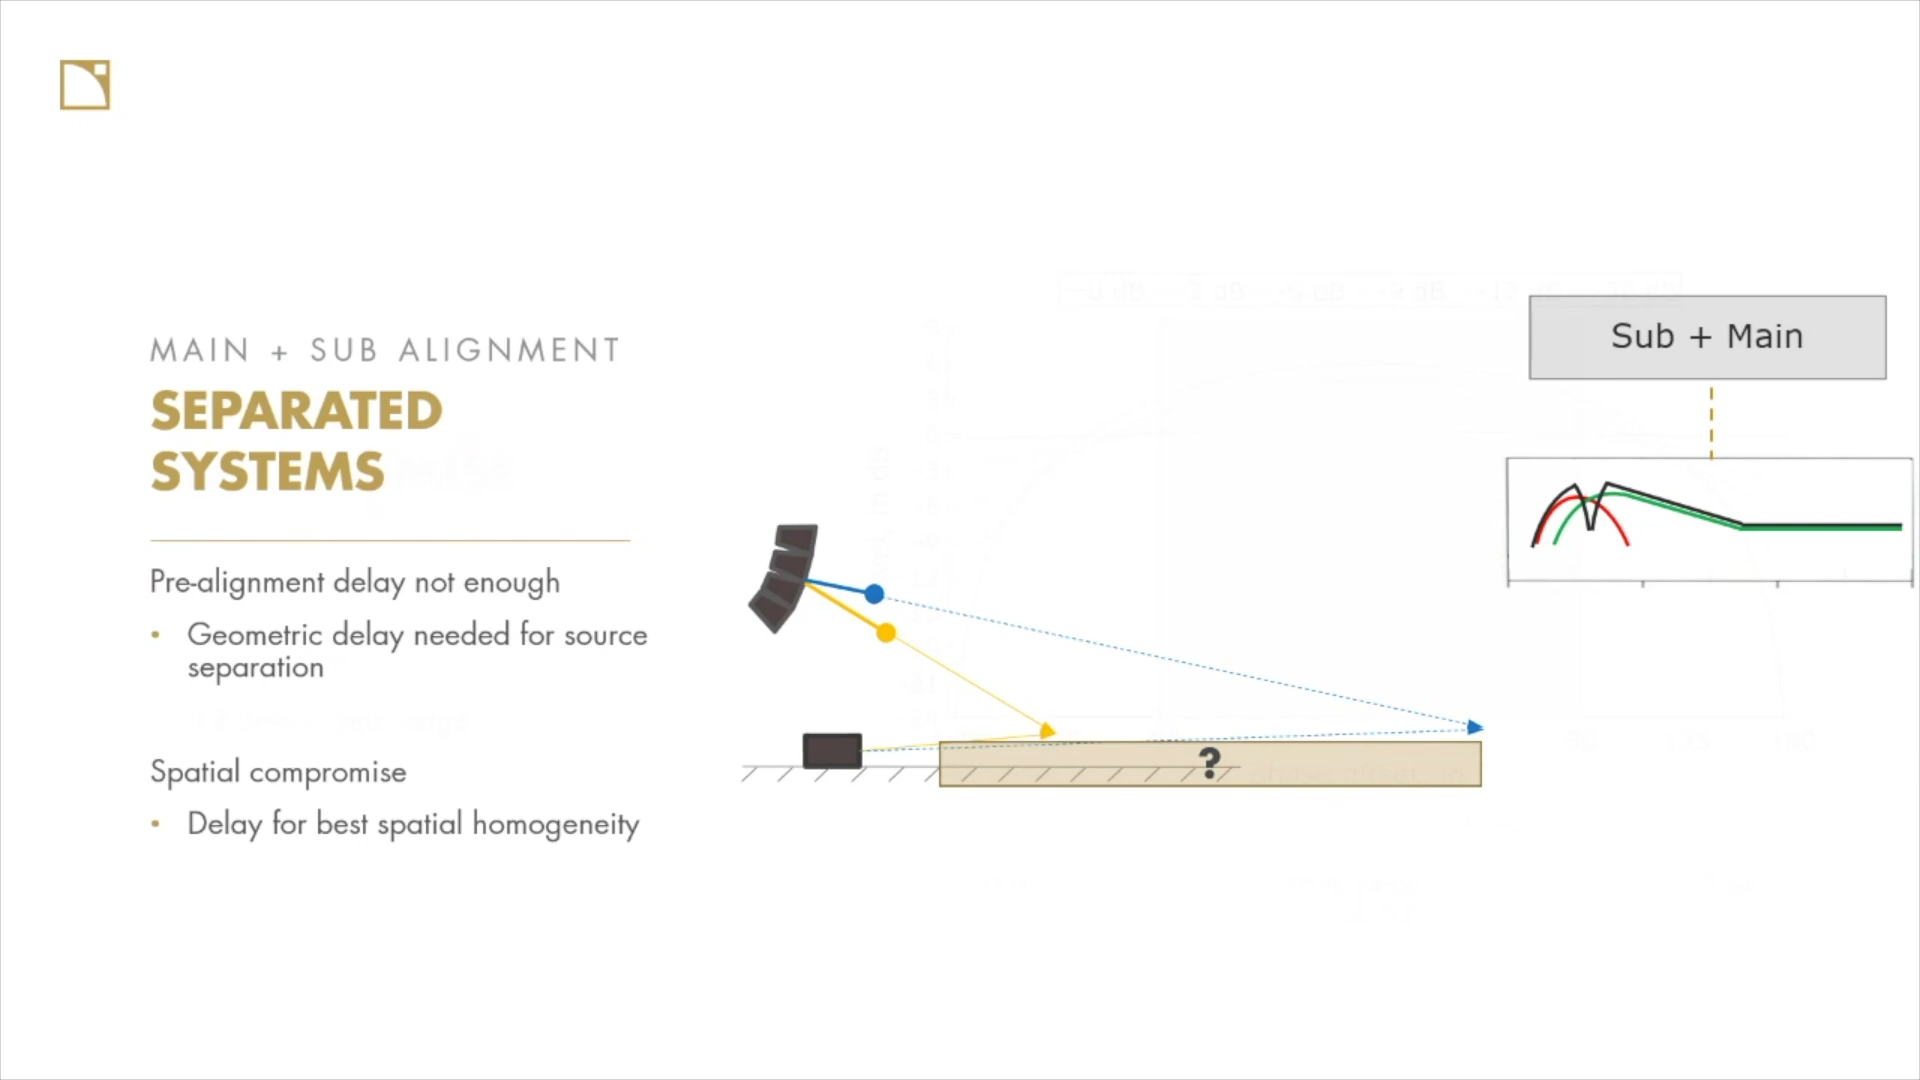 MAIN + SUB ALIGNMENT
SEPARATED
SYSTEMS
Pre-alignment delay not enough
• Geometric delay needed for source
separation
Spatial compromise
• Delay for best spatial homogeneity
Sub + Main
?